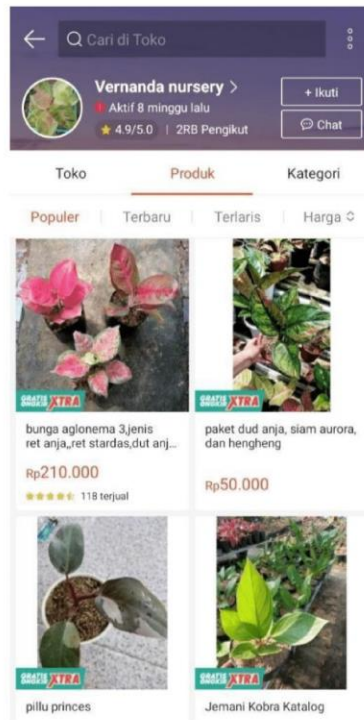 Cari di Toko
Vernanda nursery >
Aktif 8 minggu lalu
+ Ikuti
4.9/5.0 | 2RB Pengikut
Chat
Toko
Produk
Kategori
Populer
Terbaru
Terlaris
Harga
GRATIS ONGKIR XTRA
GRATIS ONGKIR XTRA
bunga aglonema 3,jenis
ret anja,,ret stardas,dut anj...
Rp210.000
118 terjual
paket dud anja, siam aurora,
dan hengheng
Rp50.000
GRATIS ONGKIR XTRA
GRATIS ONGKIR XTRA
pillu princes
Jemani Kobra Katalog